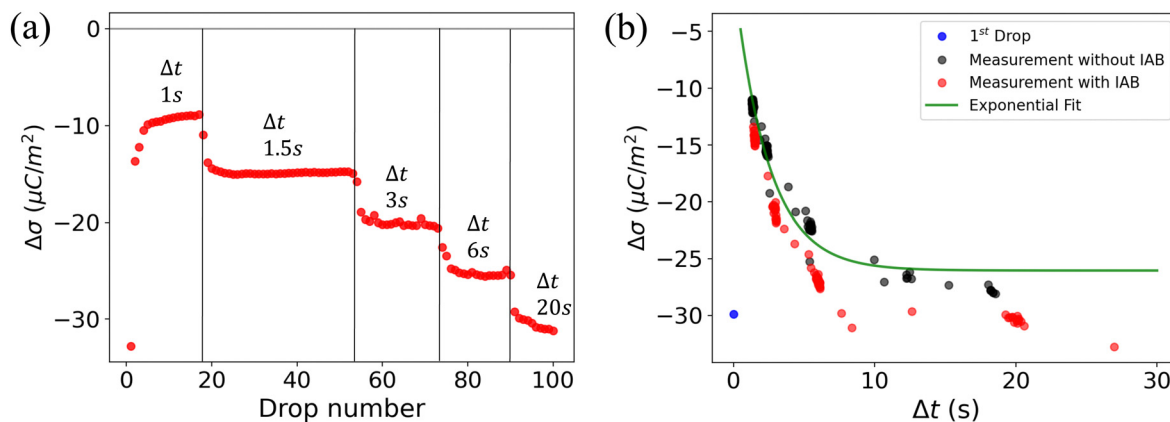 (a)
0
−10
−20
−30
Δσ (μC/m²)
Δt
1s
Δt
1.5s
Δt
3s
Δt
6s
Δt
20s
0 20 40 60 80 100
Drop number
(b)
−5
−10
−15
−20
−25
−30
Δσ (μC/m²)
1ˢᵗ Drop
Measurement without IAB
Measurement with IAB
Exponential Fit
0 10 20 30
Δt (s)